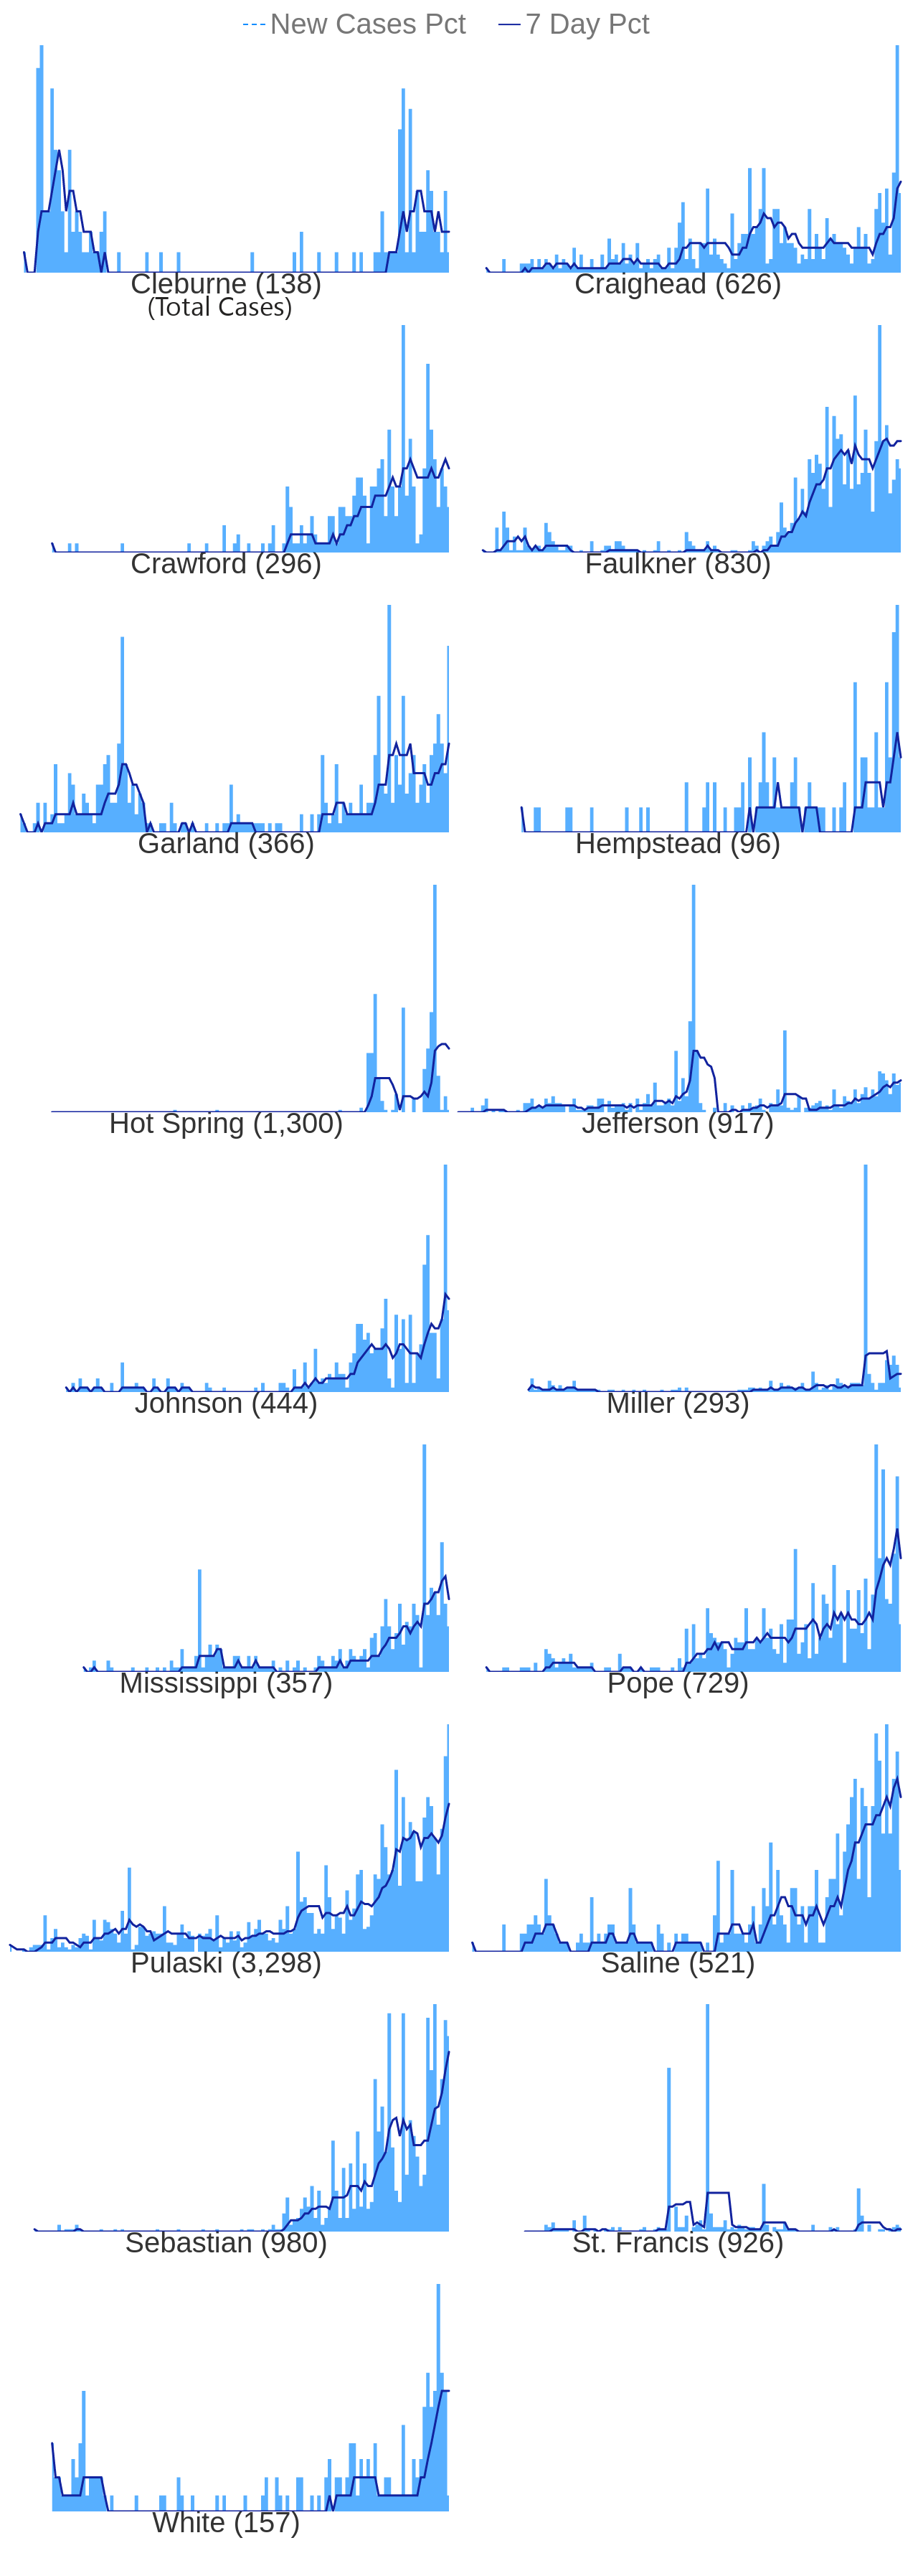 New Cases Pct 7 Day Pct
Cleburne (138) Craighead (626)
(Total Cases)
Crawford (296) Faulkner (830)
Garland (366) Hempstead (96)
Hot Spring (1,300) Jefferson (917)
Johnson (444) Miller (293)
Mississippi (357) Pope (729)
Pulaski (3,298) Saline (521)
Sebastian (980) St. Francis (926)
White (157)